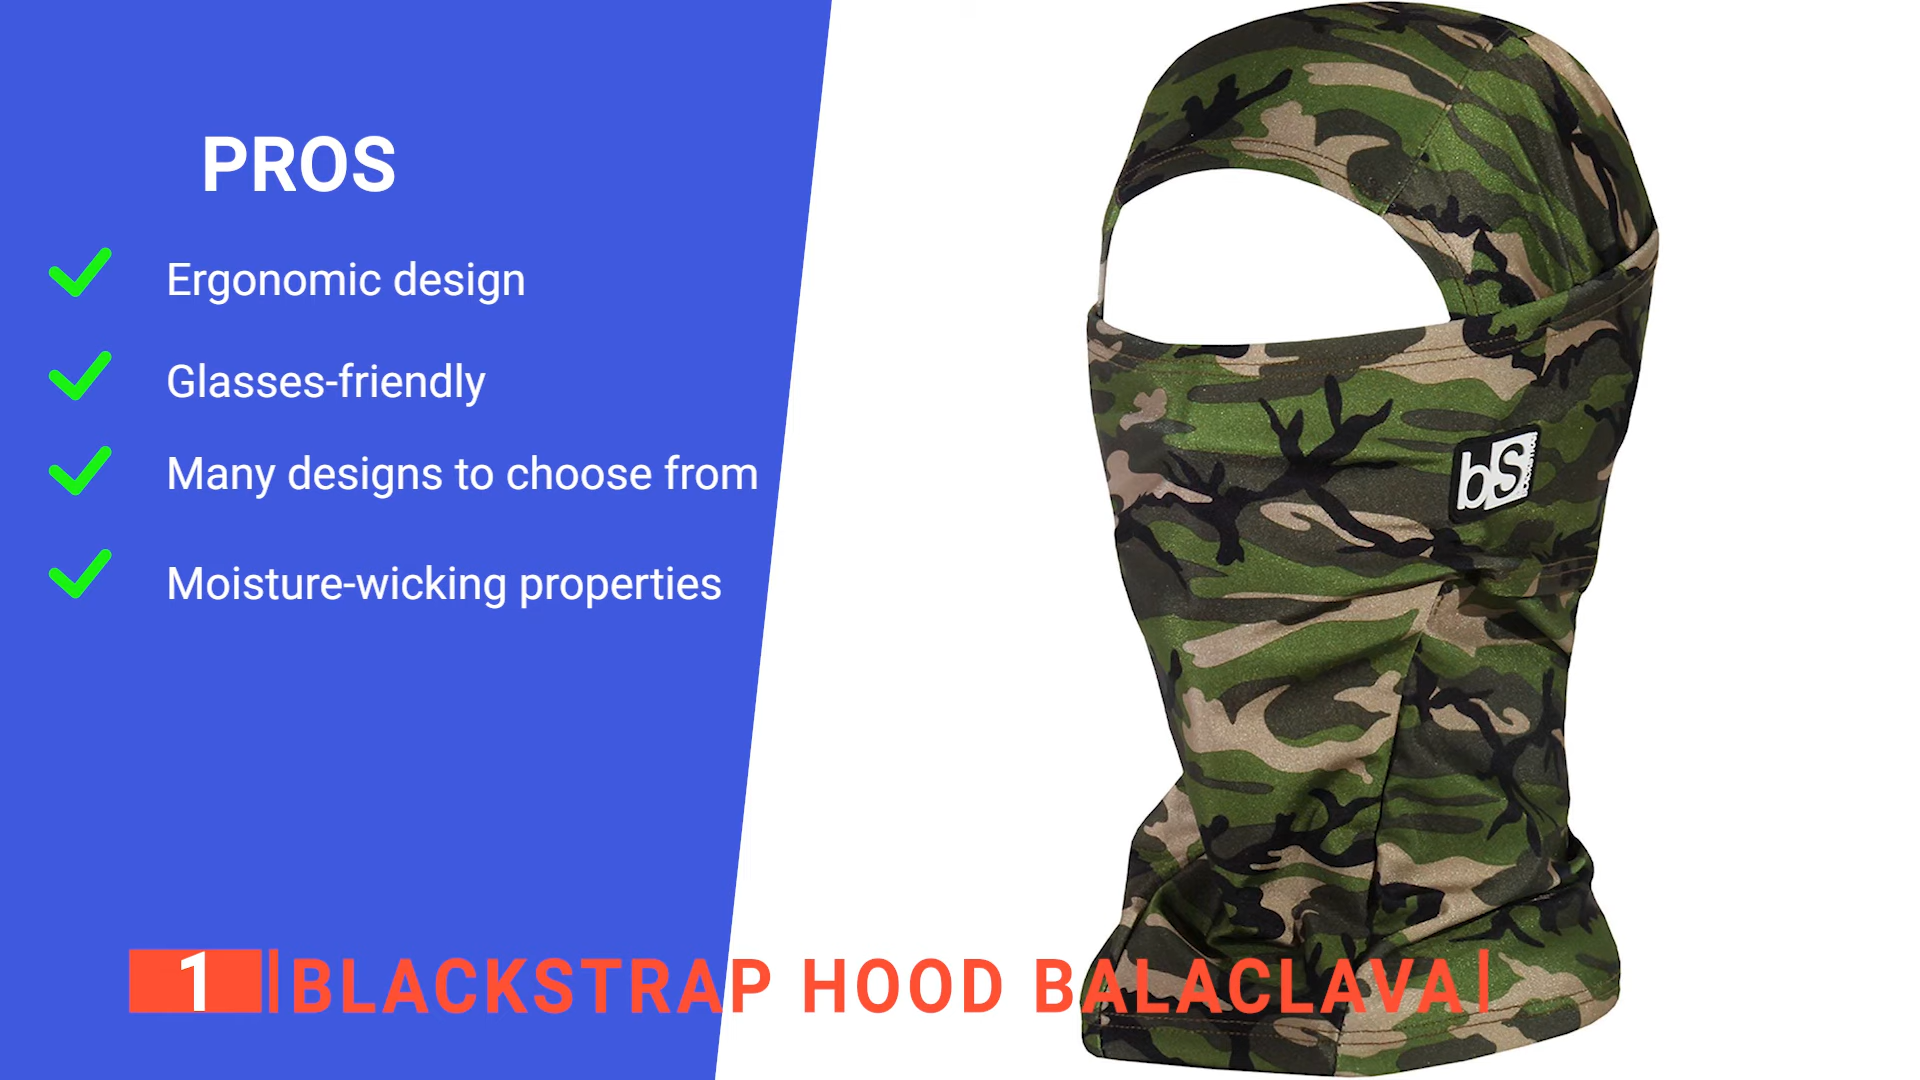 PROS
Ergonomic design
Glasses-friendly
Many designs to choose from
Moisture-wicking properties
bS
1
BLACKSTRAP HOOD BALACLAVA